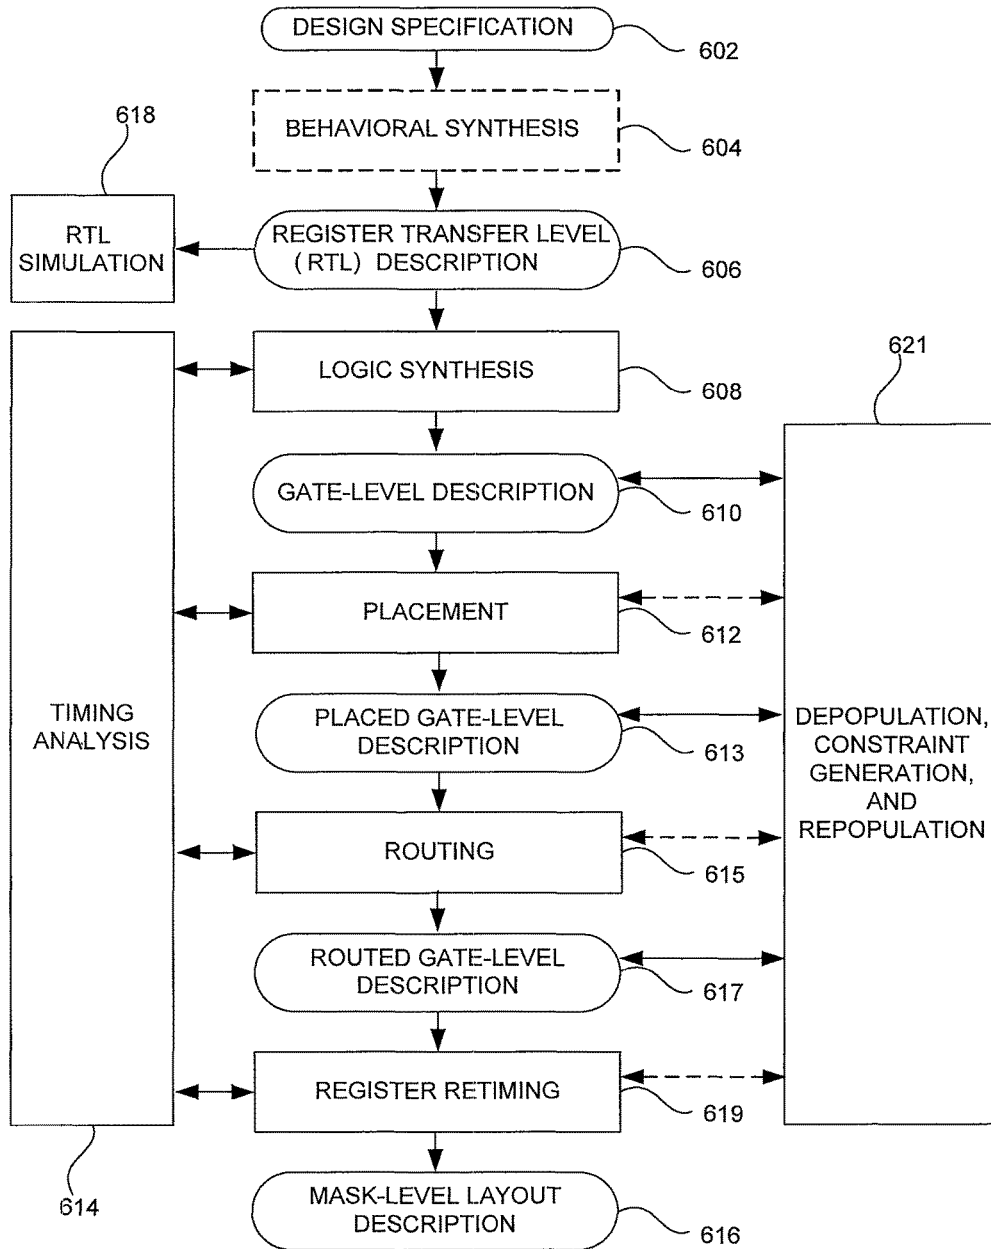 DESIGN SPECIFICATION
602
618
BEHAVIORAL SYNTHESIS
604
RTL
SIMULATION
REGISTER TRANSFER LEVEL
( RTL) DESCRIPTION
606
LOGIC SYNTHESIS
608
621
GATE-LEVEL DESCRIPTION
610
PLACEMENT
612
TIMING
ANALYSIS
PLACED GATE-LEVEL
DESCRIPTION
613
DEPOPULATION,
CONSTRAINT
GENERATION,
AND
REPOPULATION
ROUTING
615
ROUTED GATE-LEVEL
DESCRIPTION
617
REGISTER RETIMING
619
614
MASK-LEVEL LAYOUT
DESCRIPTION
616